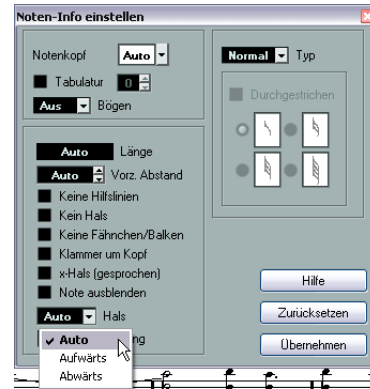 Noten-Info einstellen
Notenkopf Auto
Tabulatur 0
Aus Bögen
Normal Typ
Durchgestrichen
Auto Länge
Auto Vorz. Abstand
Keine Hilfslinien
Kein Hals
Keine Fähnchen/Balken
Klammer um Kopf
x-Hals (gesprochen)
Note ausblenden
Auto Hals
Auto
Aufwärts
Abwärts
Hilfe
Zurücksetzen
Übernehmen